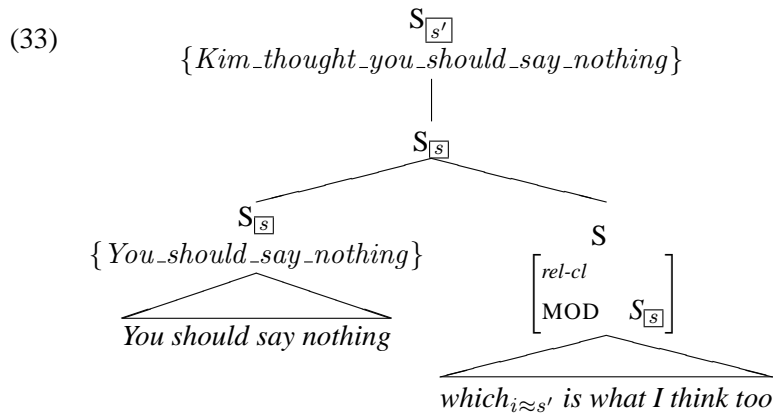 (33)
S[s′]
{Kim_thought_you_should_say_nothing}
S[s]
S[s]
{You_should_say_nothing}
S
rel-cl
MOD S[s]
You should say nothing
which i≈s′ is what I think too